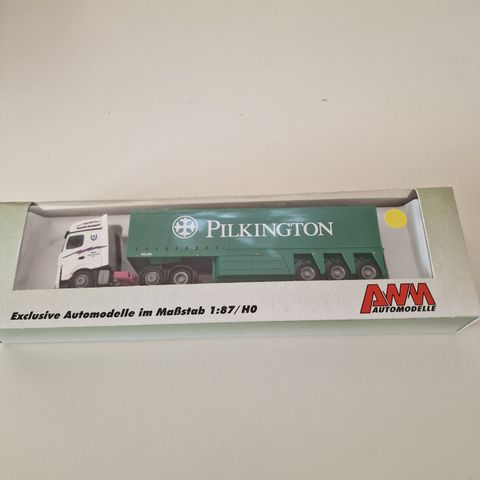 PILKINGTON
Exclusive Automodelle im Maßstab 1:87/H0
AWM
AUTOMODELLE